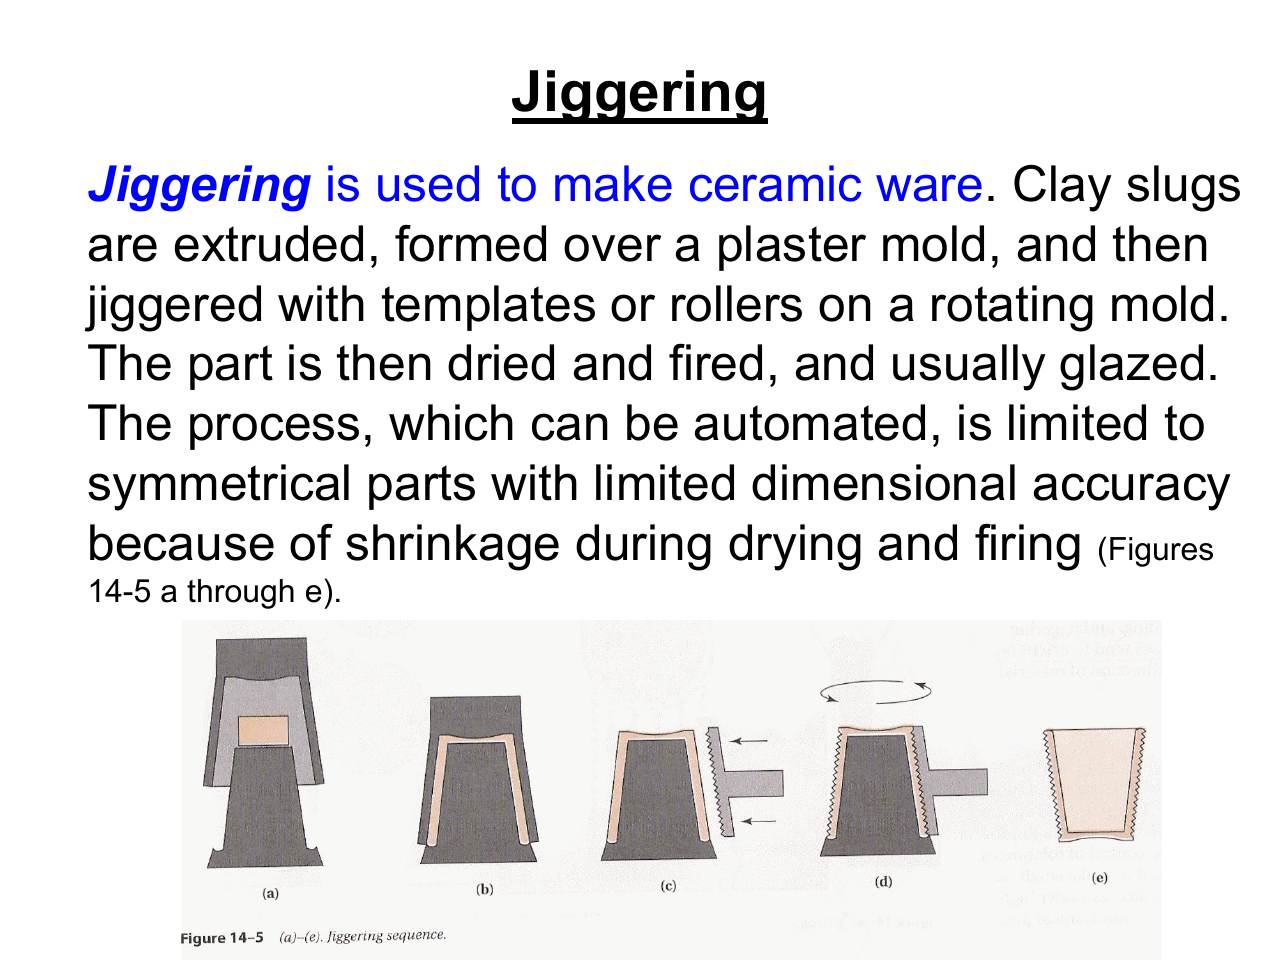 Jiggering
Jiggering is used to make ceramic ware. Clay slugs
are extruded, formed over a plaster mold, and then
jiggered with templates or rollers on a rotating mold.
The part is then dried and fired, and usually glazed.
The process, which can be automated, is limited to
symmetrical parts with limited dimensional accuracy
because of shrinkage during drying and firing (Figures
14-5 a through e).
(a)
(b)
(c)
(d)
(e)
Figure 14–5 (a)–(e). Jiggering sequence.